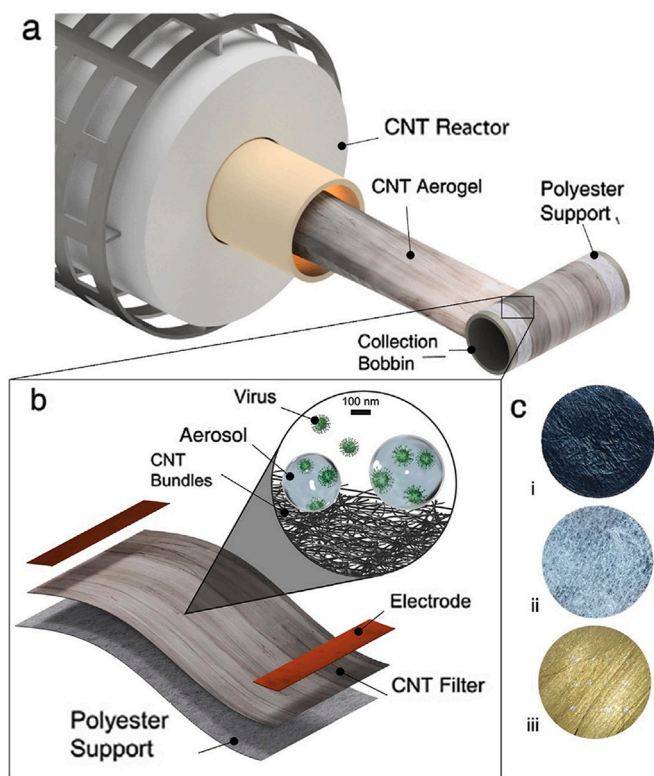 a
CNT Reactor
CNT Aerogel
Polyester
Support
Collection
Bobbin
b
Virus
100 nm
Aerosol
CNT
Bundles
Electrode
CNT Filter
Polyester
Support
c
i
ii
iii